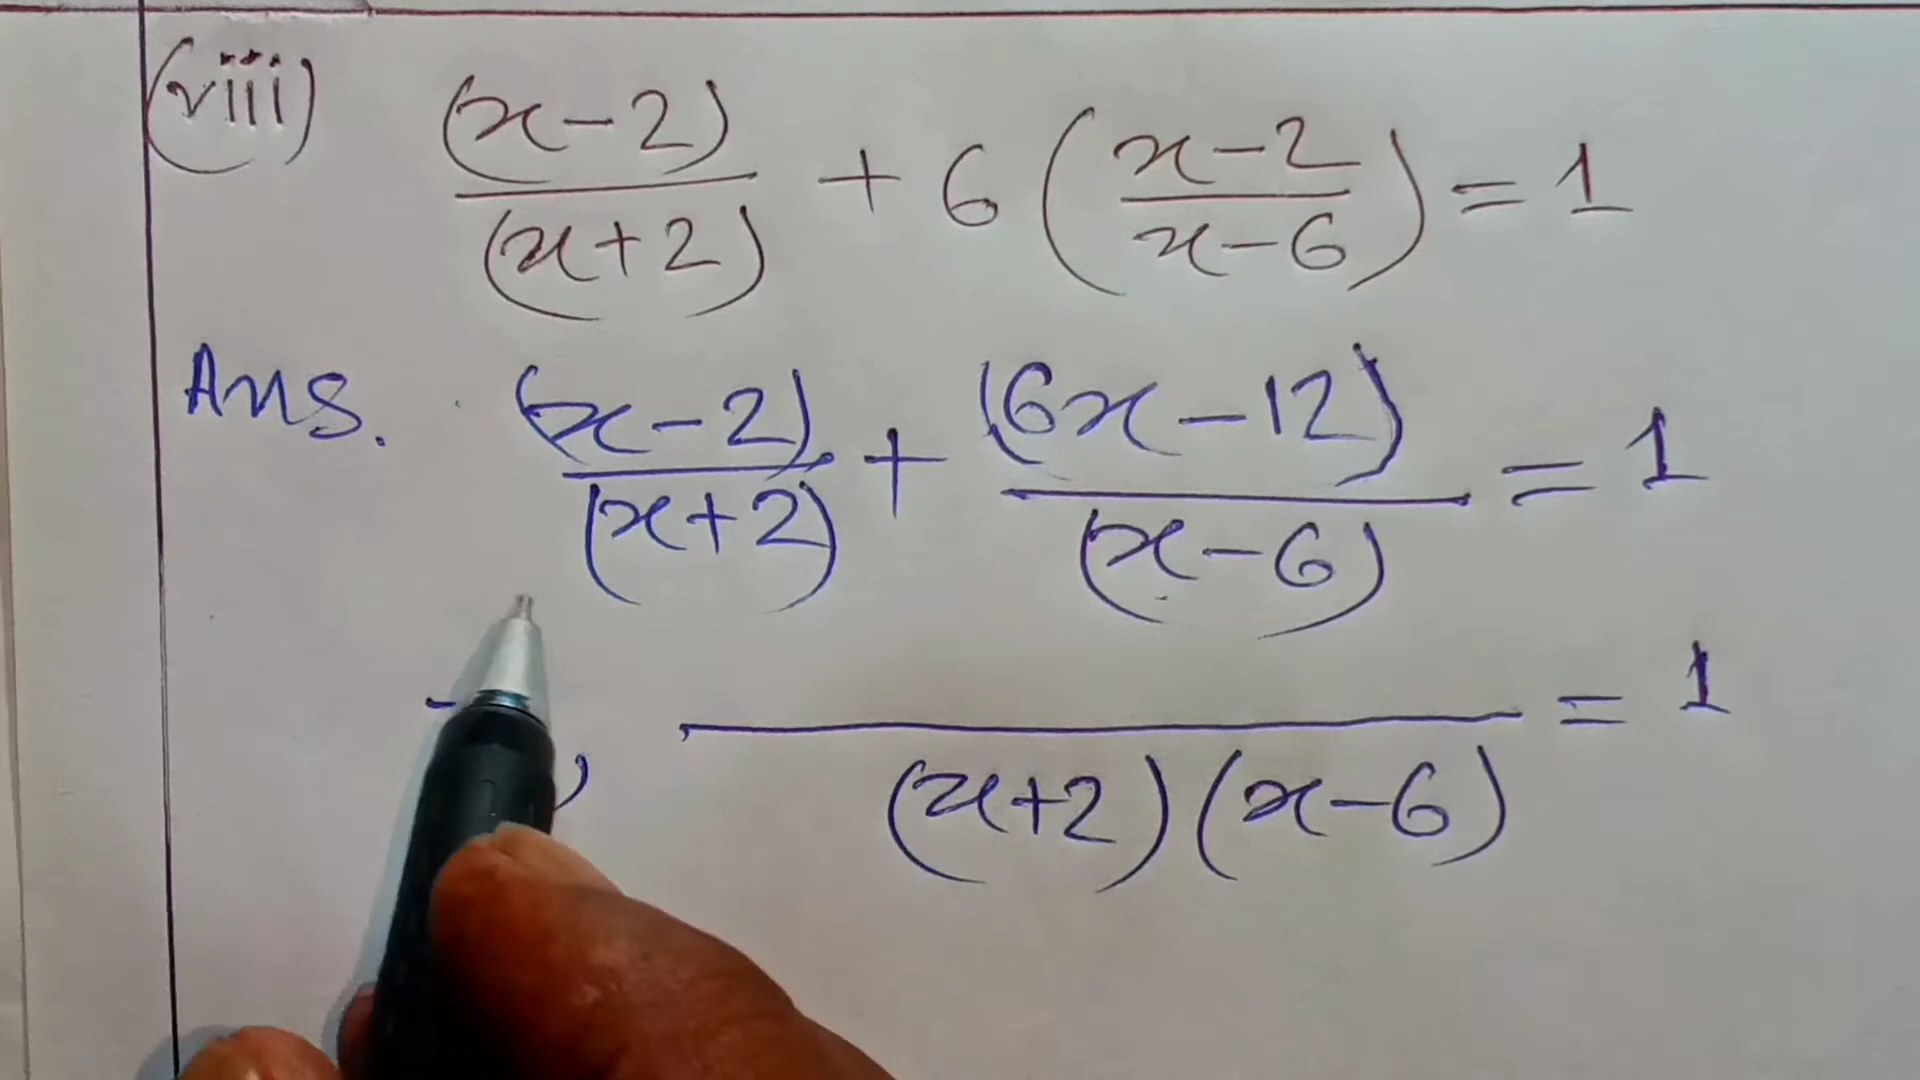 (viii) (x-2)/(x+2) + 6(x-2/x-6) = 1
Ans. (x-2)/(x+2) + (6x-12)/(x-6) = 1
, /(x+2)(x-6) = 1